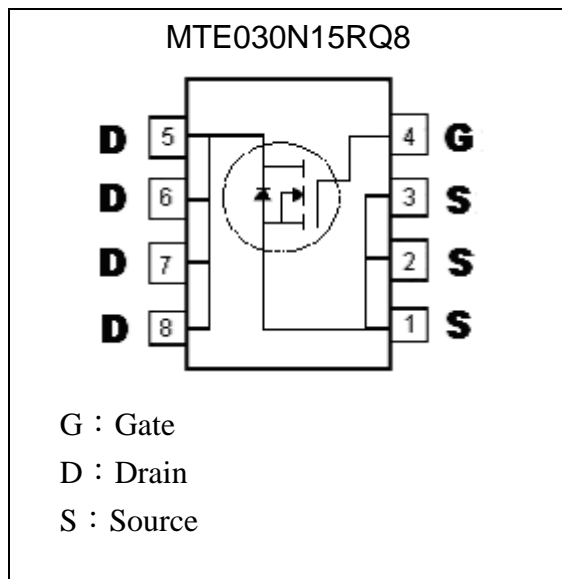 MTE030N15RQ8
D 5 4 G
D 6 3 S
D 7 2 S
D 8 1 S
G：Gate
D：Drain
S：Source